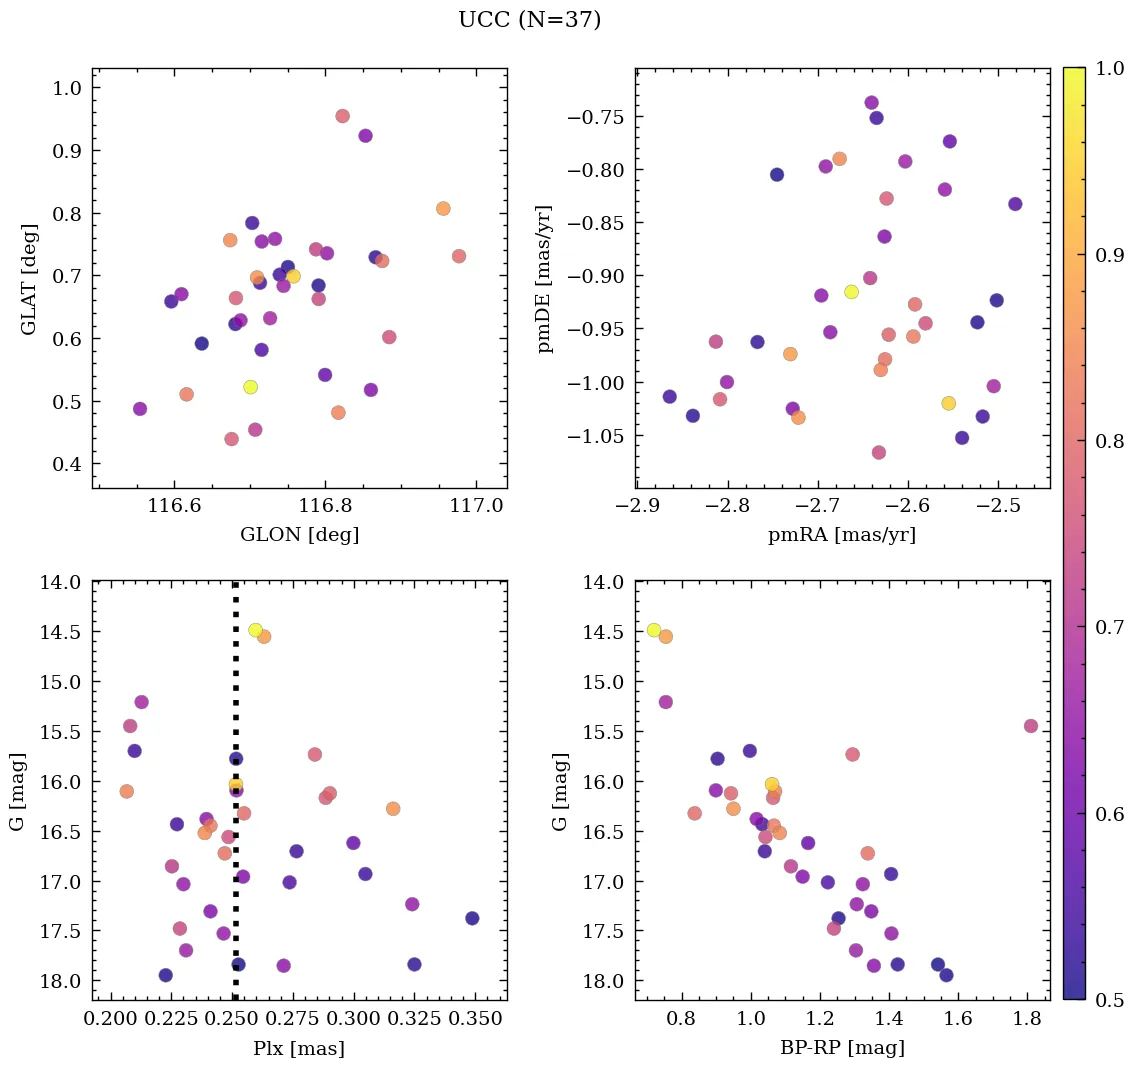 UCC (N=37)
1.0
0.9
0.8
0.7
0.6
0.5
0.4
GLAT [deg]
116.6 116.8 117.0
GLON [deg]
−0.75
−0.80
−0.85
−0.90
−0.95
−1.00
−1.05
pmDE [mas/yr]
−2.9 −2.8 −2.7 −2.6 −2.5
pmRA [mas/yr]
14.0
14.5
15.0
15.5
16.0
16.5
17.0
17.5
18.0
G [mag]
0.200 0.225 0.250 0.275 0.300 0.325 0.350
Plx [mas]
14.0
14.5
15.0
15.5
16.0
16.5
17.0
17.5
18.0
G [mag]
0.8 1.0 1.2 1.4 1.6 1.8
BP-RP [mag]
1.0
0.9
0.8
0.7
0.6
0.5